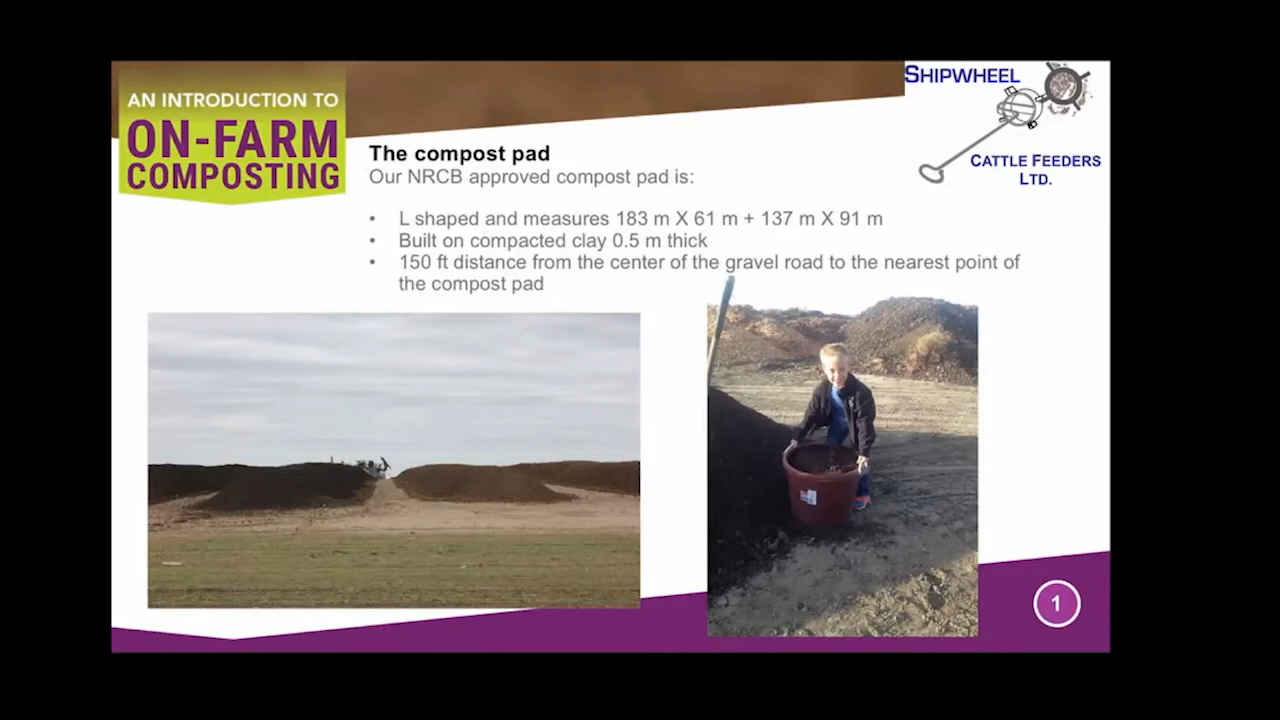 AN INTRODUCTION TO
ON-FARM
COMPOSTING
SHIPWHEEL
CATTLE FEEDERS
LTD.
The compost pad
Our NRCB approved compost pad is:
• L shaped and measures 183 m X 61 m + 137 m X 91 m
• Built on compacted clay 0.5 m thick
• 150 ft distance from the center of the gravel road to the nearest point of
the compost pad
1